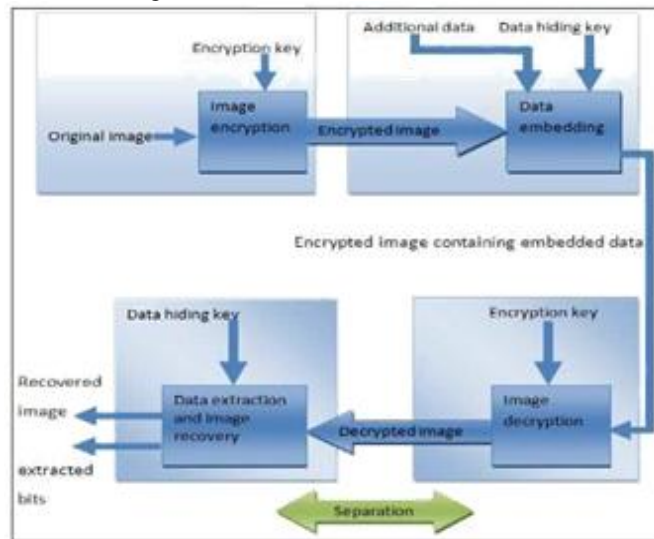 Encryption key
Additional data
Data hiding key
Original image
Image
encryption
Encrypted image
Data
embedding
Encrypted image containing embedded data
Data hiding key
Encryption key
Recovered
image
extracted
bits
Data extraction
and image
recovery
Decrypted image
Image
decryption
Separation